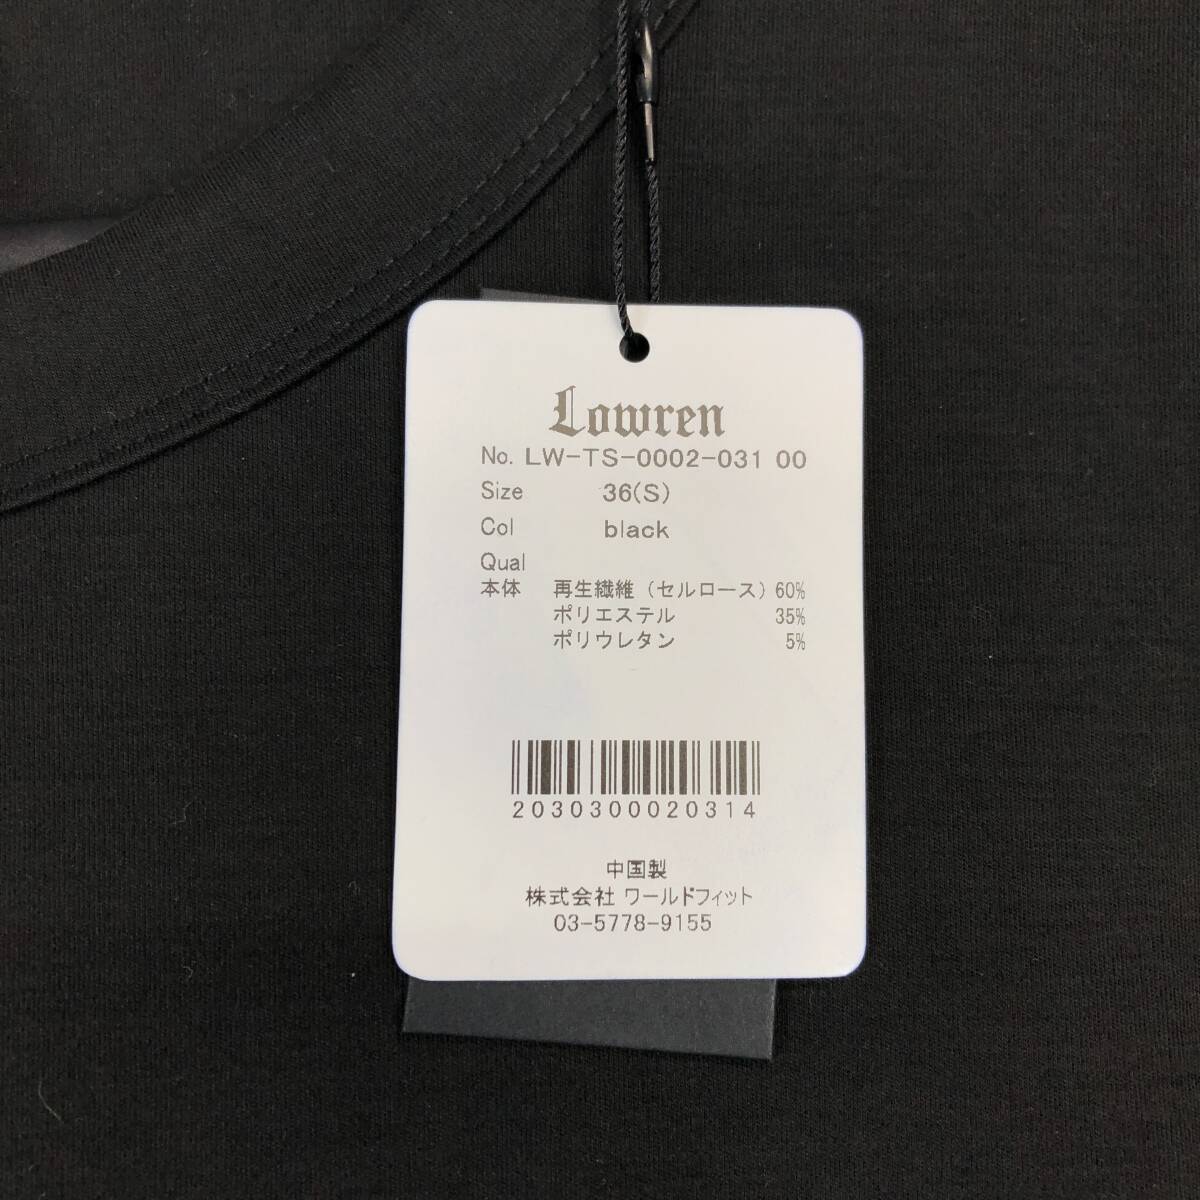 Lowren
No. LW-TS-0002-031 00
Size 36(S)
Col black
Qual
本体 再生繊維（セルロース）60%
ポリエステル 35%
ポリウレタン 5%
2030300020314
中国製
株式会社 ワールドフィット
03-5778-9155